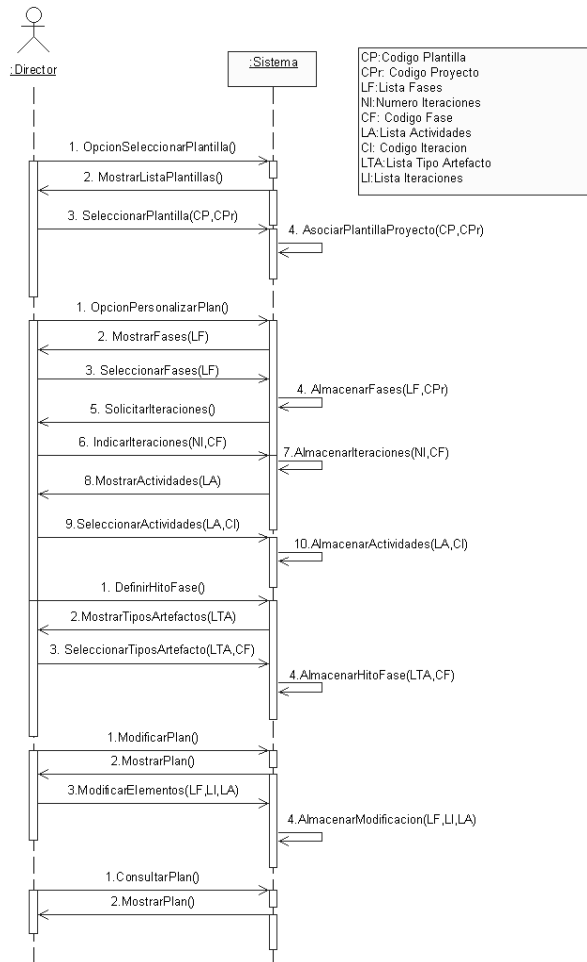 :Director
:Sistema
CP:Codigo Plantilla
CPr: Codigo Proyecto
LF:Lista Fases
NI:Numero Iteraciones
CF: Codigo Fase
LA:Lista Actividades
CI: Codigo Iteracion
LTA:Lista Tipo Artefacto
LI:Lista Iteraciones
1. OpcionSeleccionarPlantilla()
2. MostrarListaPlantillas()
3. SeleccionarPlantilla(CP,CPr)
4. AsociarPlantillaProyecto(CP,CPr)
1. OpcionPersonalizarPlan()
2. MostrarFases(LF)
3. SeleccionarFases(LF)
4. AlmacenarFases(LF,CPr)
5. SolicitarIteraciones()
6. IndicarIteraciones(NI,CF)
7.AlmacenarIteraciones(NI,CF)
8.MostrarActividades(LA)
9.SeleccionarActividades(LA,CI)
10.AlmacenarActividades(LA,CI)
1. DefinirHitoFase()
2.MostrarTiposArtefactos(LTA)
3. SeleccionarTiposArtefacto(LTA,CF)
4.AlmacenarHitoFase(LTA,CF)
1.ModificarPlan()
2.MostrarPlan()
3.ModificarElementos(LF,LI,LA)
4.AlmacenarModificacion(LF,LI,LA)
1.ConsultarPlan()
2.MostrarPlan()